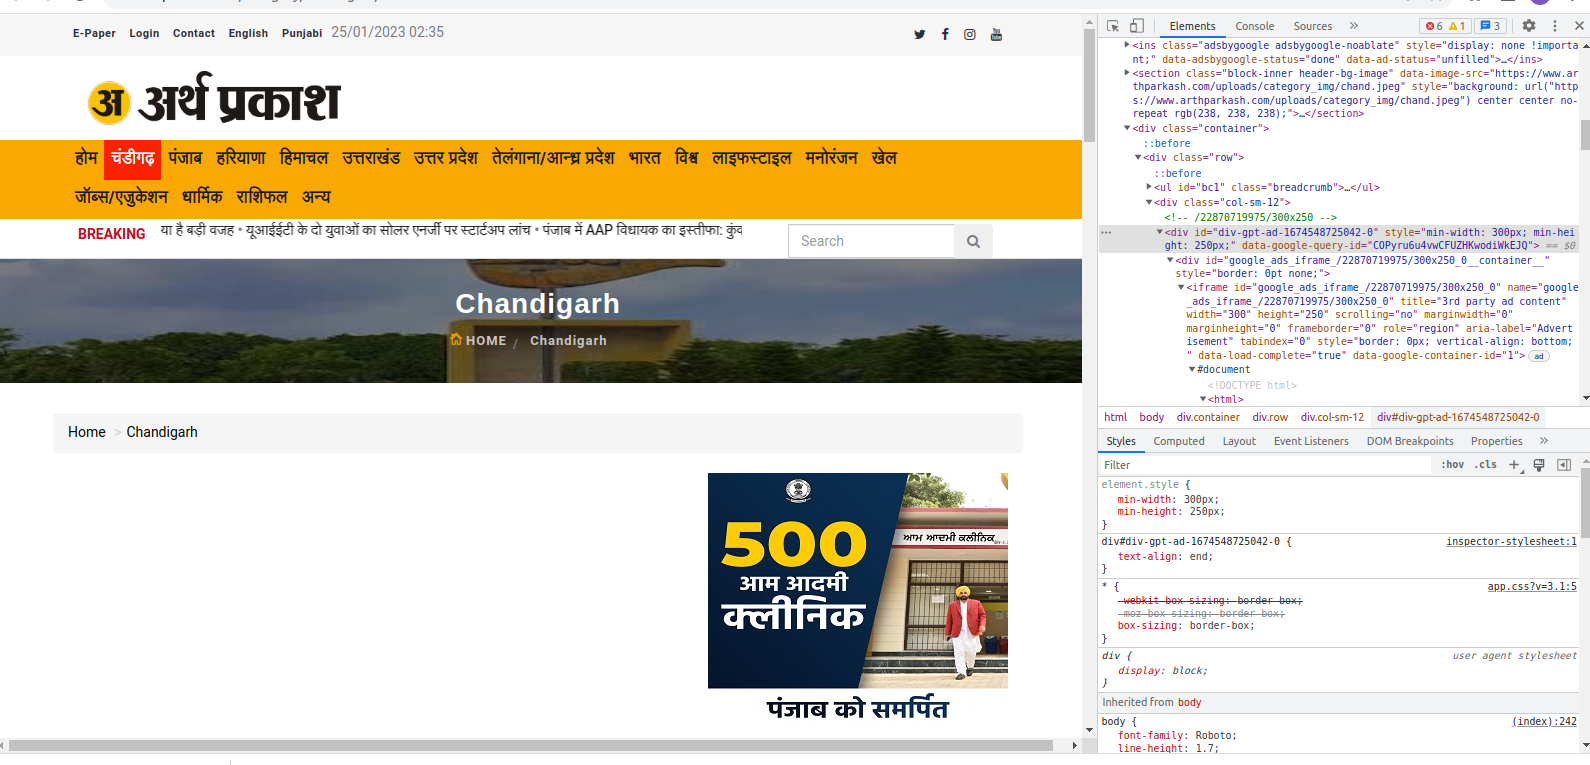 E-Paper Login Contact English Punjabi 25/01/2023 02:35
अ अर्थ प्रकाश
होम चंडीगढ़ पंजाब हरियाणा हिमाचल उत्तराखंड उत्तर प्रदेश तेलंगाना/आन्ध्र प्रदेश भारत विश्व लाइफस्टाइल मनोरंजन खेल
जॉब्स/एजुकेशन धार्मिक राशिफल अन्य
BREAKING या है बड़ी वजह • यूआईईटी के दो युवाओं का सोलर एनर्जी पर स्टार्टअप लांच • पंजाब में AAP विधायक का इस्तीफा: कुंव
Search
Chandigarh
HOME / Chandigarh
Home > Chandigarh
500
आम आदमी
क्लीनिक
ਆਮ ਆਦਮੀ ਕਲੀਨਿਕ
पंजाब को समर्पित
Elements Console Sources » 6 1 3
<ins class="adsbygoogle adsbygoogle-noablate" style="display: none !importa
nt;" data-adsbygoogle-status="done" data-ad-status="unfilled">…</ins>
<section class="block-inner header-bg-image" data-image-src="https://www.ar
thparkash.com/uploads/category_img/chand.jpeg" style="background: url("http
s://www.arthparkash.com/uploads/category_img/chand.jpeg") center center no-
repeat rgb(238, 238, 238);">…</section>
<div class="container">
::before
<div class="row">
::before
<ul id="bc1" class="breadcrumb">…</ul>
<div class="col-sm-12">
<!-- /22870719975/300x250 -->
<div id="div-gpt-ad-1674548725042-0" style="min-width: 300px; min-hei
ght: 250px;" data-google-query-id="COPyru6u4vwCFUZHKwodiWkEJQ"> == $0
<div id="google_ads_iframe_/22870719975/300x250_0__container__"
style="border: 0pt none;">
<iframe id="google_ads_iframe_/22870719975/300x250_0" name="google
_ads_iframe_/22870719975/300x250_0" title="3rd party ad content"
width="300" height="250" scrolling="no" marginwidth="0"
marginheight="0" frameborder="0" role="region" aria-label="Advert
isement" tabindex="0" style="border: 0px; vertical-align: bottom;
" data-load-complete="true" data-google-container-id="1"> ad
#document
<!DOCTYPE html>
<html>
html body div.container div.row div.col-sm-12 div#div-gpt-ad-1674548725042-0
Styles Computed Layout Event Listeners DOM Breakpoints Properties »
Filter :hov .cls +
element.style {
min-width: 300px;
min-height: 250px;
}
div#div-gpt-ad-1674548725042-0 { inspector-stylesheet:1
text-align: end;
}
* { app.css?v=3.1:5
-webkit-box-sizing: border-box;
-moz-box-sizing: border-box;
box-sizing: border-box;
}
div { user agent stylesheet
display: block;
}
Inherited from body
body { (index):242
font-family: Roboto;
line-height: 1.7;